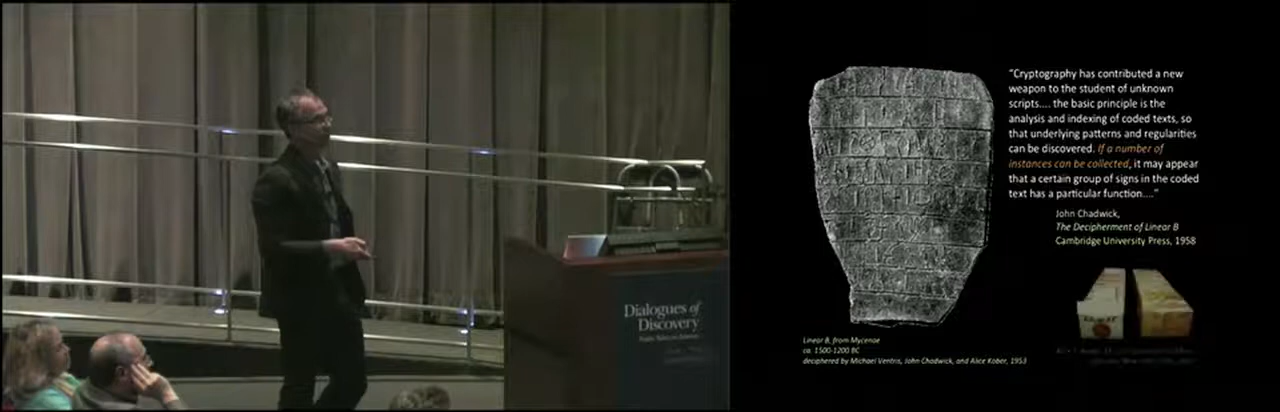 Dialogues of
Discovery
"Cryptography has contributed a new
weapon to the student of unknown
scripts.... the basic principle is the
analysis and indexing of coded texts, so
that underlying patterns and regularities
can be discovered. If a number of
instances can be collected, it may appear
that a certain group of signs in the coded
text has a particular function...."
John Chadwick,
The Decipherment of Linear B
Cambridge University Press, 1958
Linear B, from Mycenae
ca. 1500-1200 BC
deciphered by Michael Ventris, John Chadwick, and Alice Kober, 1953